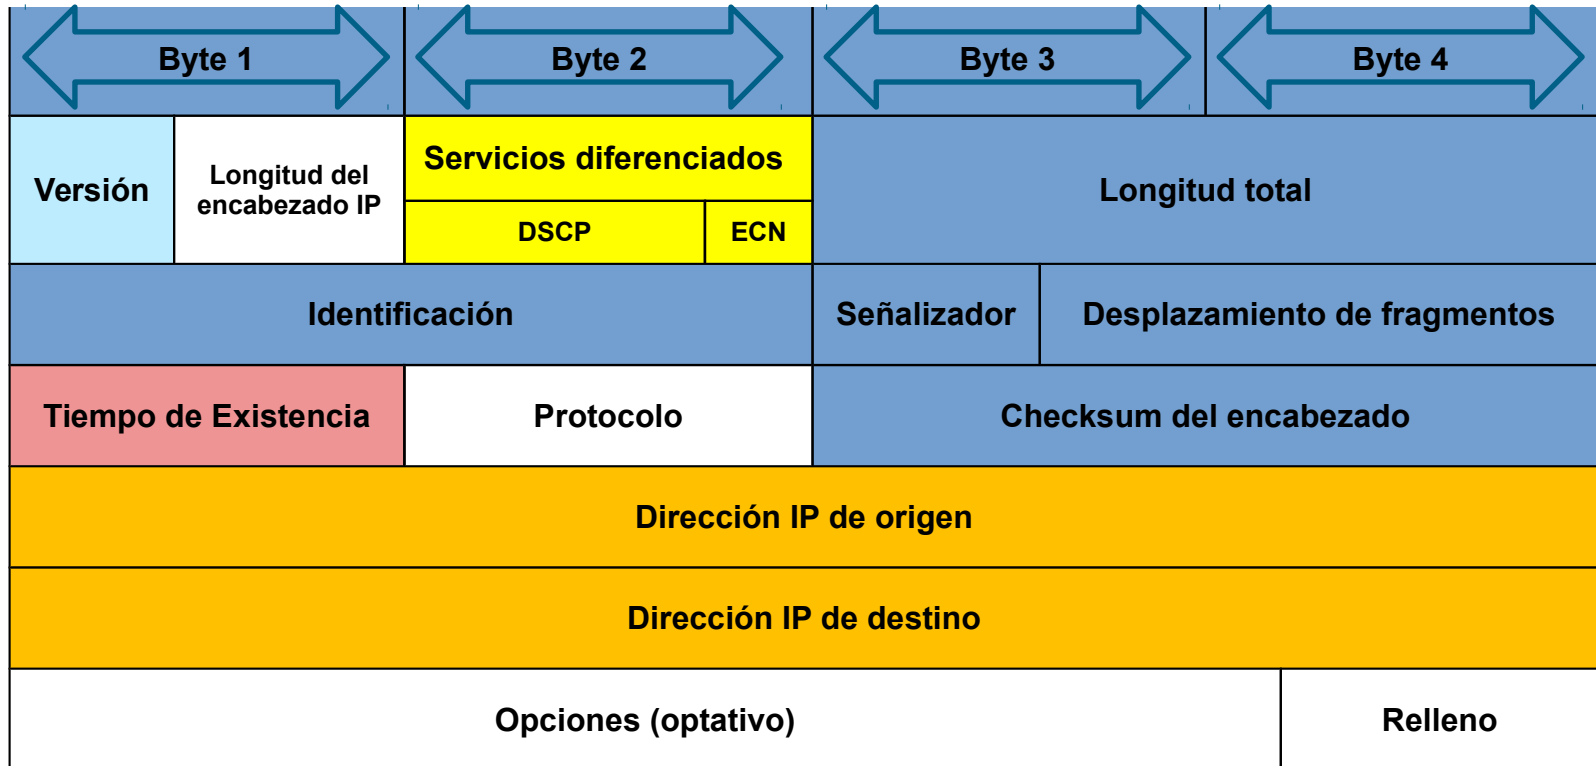 Byte 1
Byte 2
Byte 3
Byte 4
Versión
Longitud del
encabezado IP
Servicios diferenciados
DSCP
ECN
Longitud total
Identificación
Señalizador
Desplazamiento de fragmentos
Tiempo de Existencia
Protocolo
Checksum del encabezado
Dirección IP de origen
Dirección IP de destino
Opciones (optativo)
Relleno